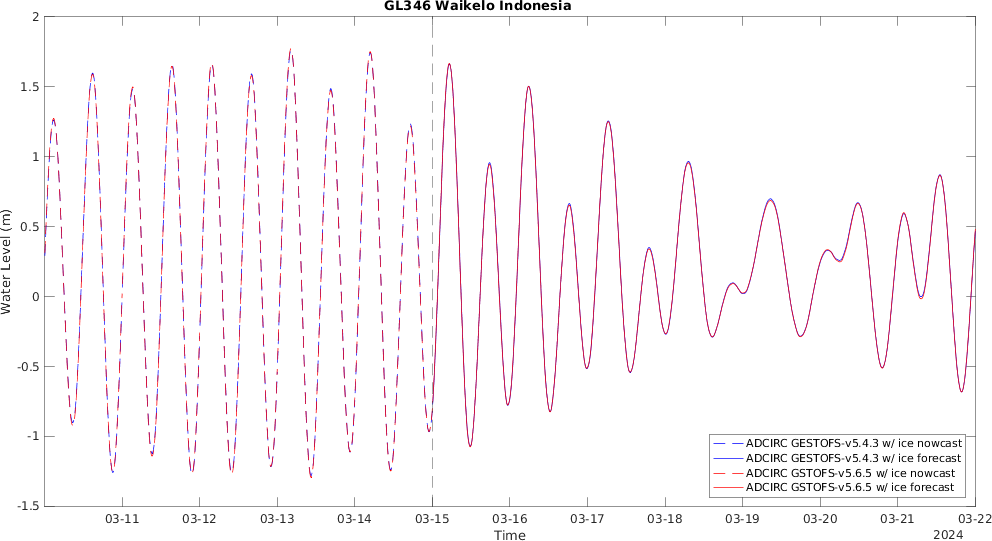 GL346 Waikelo Indonesia
2
1.5
1
0.5
0
-0.5
-1
-1.5
Water Level (m)
03-11 03-12 03-13 03-14 03-15 03-16 03-17 03-18 03-19 03-20 03-21 03-22
Time
2024
ADCIRC GESTOFS-v5.4.3 w/ ice nowcast
ADCIRC GESTOFS-v5.4.3 w/ ice forecast
ADCIRC GSTOFS-v5.6.5 w/ ice nowcast
ADCIRC GSTOFS-v5.6.5 w/ ice forecast